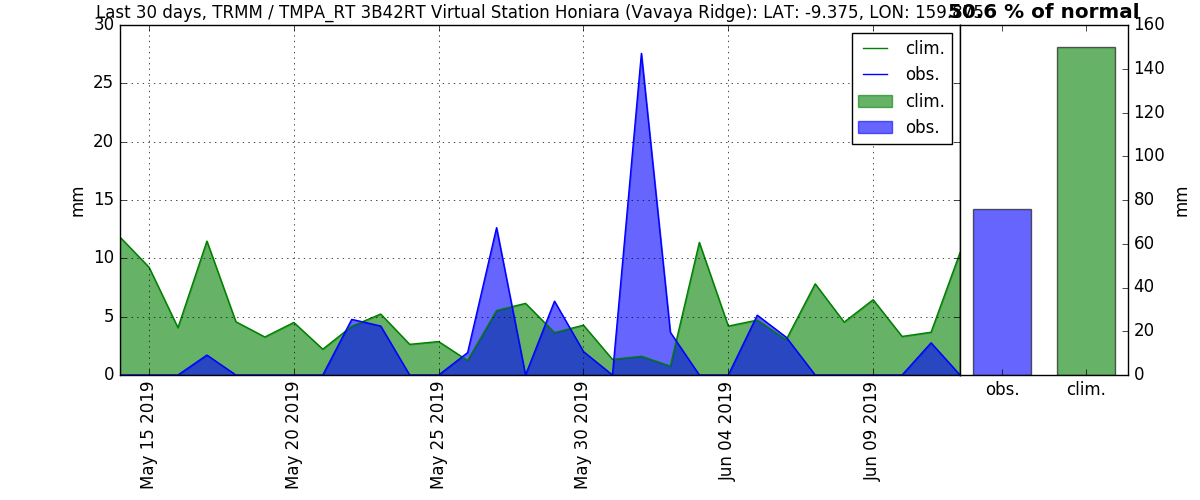 Last 30 days, TRMM / TMPA_RT 3B42RT Virtual Station Honiara (Vavaya Ridge): LAT: -9.375, LON: 159.875
50.6 % of normal
30
25
20
15
10
5
0
mm
clim.
obs.
clim.
obs.
160
140
120
100
80
60
40
20
0
mm
obs.
clim.
May 15 2019
May 20 2019
May 25 2019
May 30 2019
Jun 04 2019
Jun 09 2019